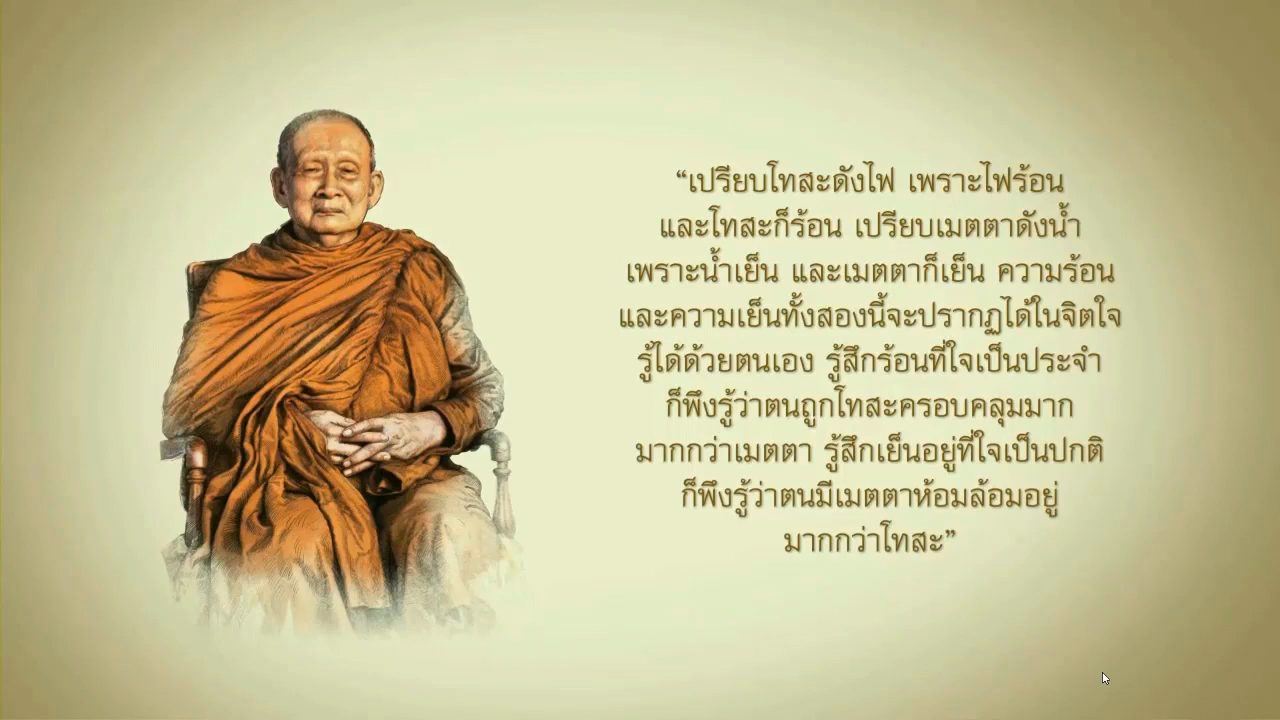 “เปรียบโทสะดังไฟ เพราะไฟร้อน
และโทสะก็ร้อน เปรียบเมตตาดังน้ำ
เพราะน้ำเย็น และเมตตาก็เย็น ความร้อน
และความเย็นทั้งสองนี้จะปรากฏได้ในจิตใจ
รู้ได้ด้วยตนเอง รู้สึกร้อนที่ใจเป็นประจำ
ก็พึงรู้ว่าตนถูกโทสะครอบคลุมมาก
มากกว่าเมตตา รู้สึกเย็นอยู่ที่ใจเป็นปกติ
ก็พึงรู้ว่าตนมีเมตตาห้อมล้อมอยู่
มากกว่าโทสะ”